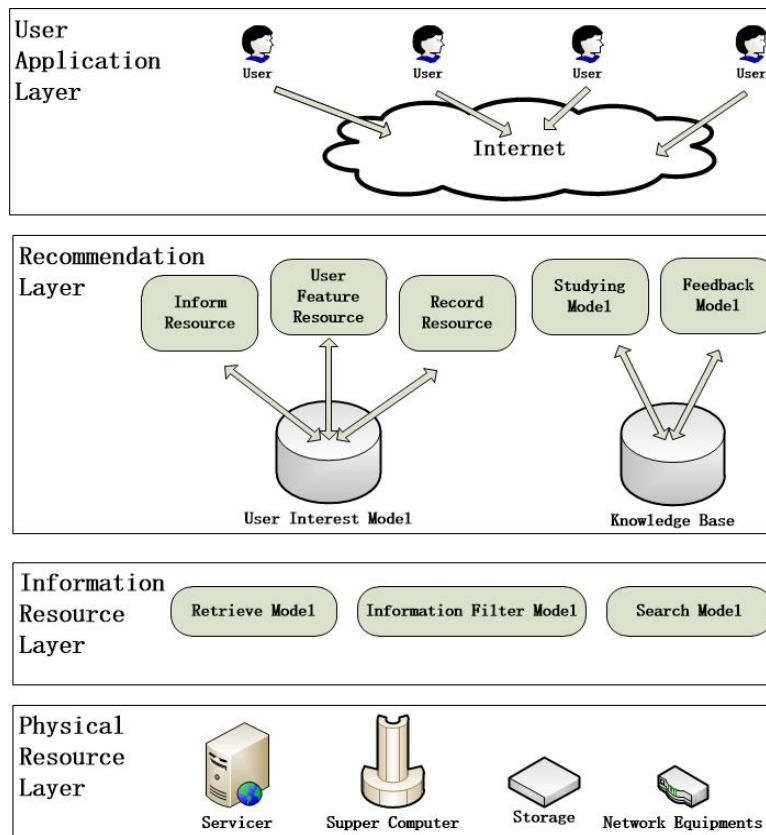 User
Application
Layer
User
User
User
User
Internet
Recommendation
Layer
Inform
Resource
User
Feature
Resource
Record
Resource
Studying
Model
Feedback
Model
User Interest Model
Knowledge Base
Information
Resource
Layer
Retrieve Model
Information Filter Model
Search Model
Physical
Resource
Layer
Servicer
Supper Computer
Storage
Network Equipments